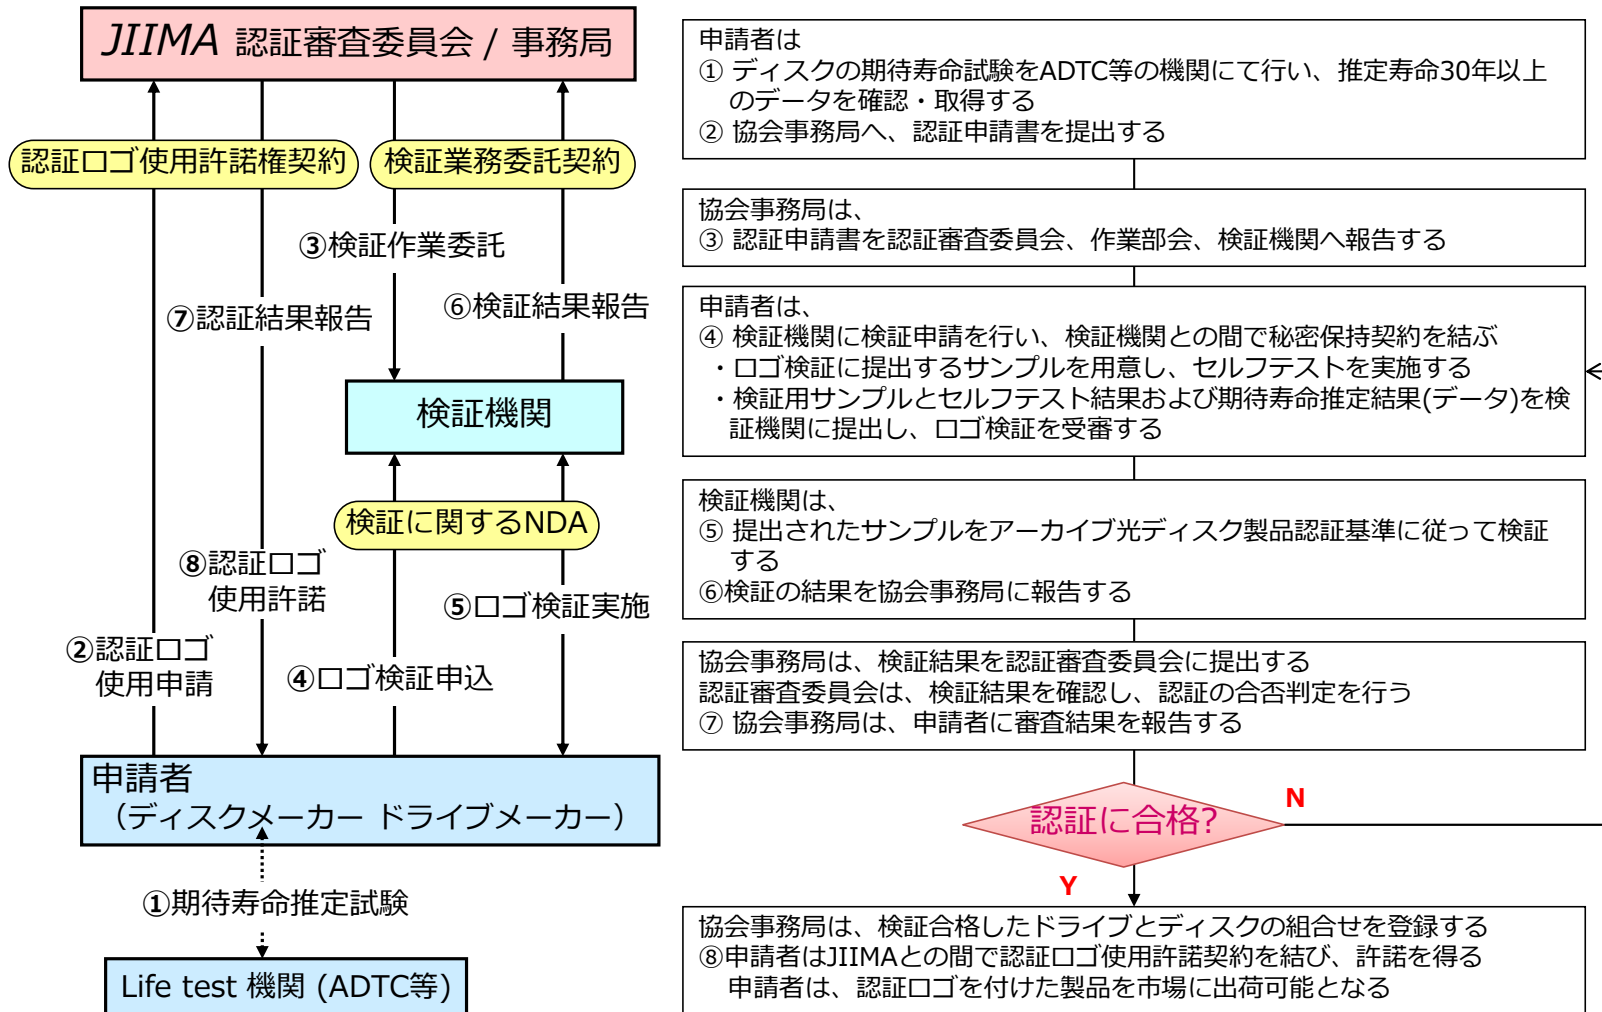 JIIMA 認証審査委員会 / 事務局
認証ロゴ使用許諾権契約
検証業務委託契約
③検証作業委託
⑦認証結果報告
⑥検証結果報告
検証機関
検証に関するNDA
⑧認証ロゴ
使用許諾
⑤ロゴ検証実施
②認証ロゴ
使用申請
④ロゴ検証申込
申請者
（ディスクメーカー ドライブメーカー）
①期待寿命推定試験
Life test 機関 (ADTC等)
申請者は
① ディスクの期待寿命試験をADTC等の機関にて行い、推定寿命30年以上
のデータを確認・取得する
② 協会事務局へ、認証申請書を提出する
協会事務局は、
③ 認証申請書を認証審査委員会、作業部会、検証機関へ報告する
申請者は、
④ 検証機関に検証申請を行い、検証機関との間で秘密保持契約を結ぶ
・ロゴ検証に提出するサンプルを用意し、セルフテストを実施する
・検証用サンプルとセルフテスト結果および期待寿命推定結果(データ)を検
証機関に提出し、ロゴ検証を受審する
検証機関は、
⑤ 提出されたサンプルをアーカイブ光ディスク製品認証基準に従って検証
する
⑥検証の結果を協会事務局に報告する
協会事務局は、検証結果を認証審査委員会に提出する
認証審査委員会は、検証結果を確認し、認証の合否判定を行う
⑦ 協会事務局は、申請者に審査結果を報告する
認証に合格?
N
Y
協会事務局は、検証合格したドライブとディスクの組合せを登録する
⑧申請者はJIIMAとの間で認証ロゴ使用許諾契約を結び、許諾を得る
申請者は、認証ロゴを付けた製品を市場に出荷可能となる